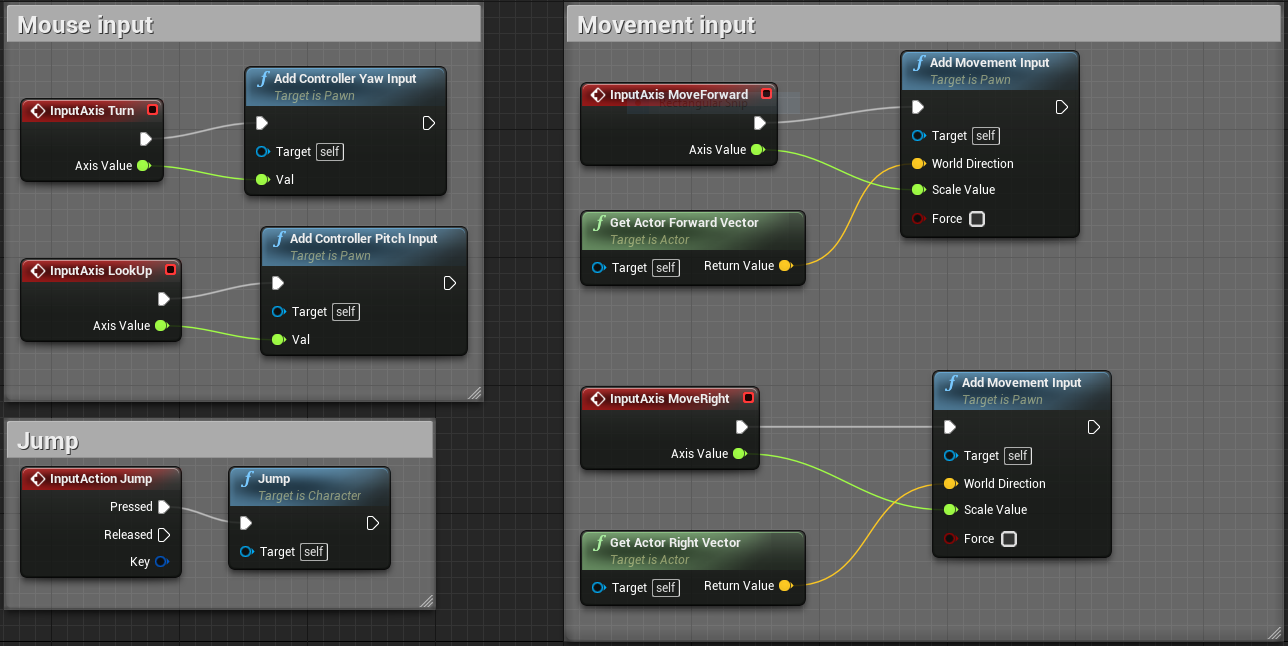 Mouse input
InputAxis Turn
Axis Value
Add Controller Yaw Input
Target is Pawn
Target self
Val
InputAxis LookUp
Axis Value
Add Controller Pitch Input
Target is Pawn
Target self
Val
Jump
InputAction Jump
Pressed
Released
Key
Jump
Target is Character
Target self
Movement input
InputAxis MoveForward
Axis Value
Get Actor Forward Vector
Target is Actor
Target self Return Value
Add Movement Input
Target is Pawn
Target self
World Direction
Scale Value
Force
InputAxis MoveRight
Axis Value
Get Actor Right Vector
Target is Actor
Target self Return Value
Add Movement Input
Target is Pawn
Target self
World Direction
Scale Value
Force